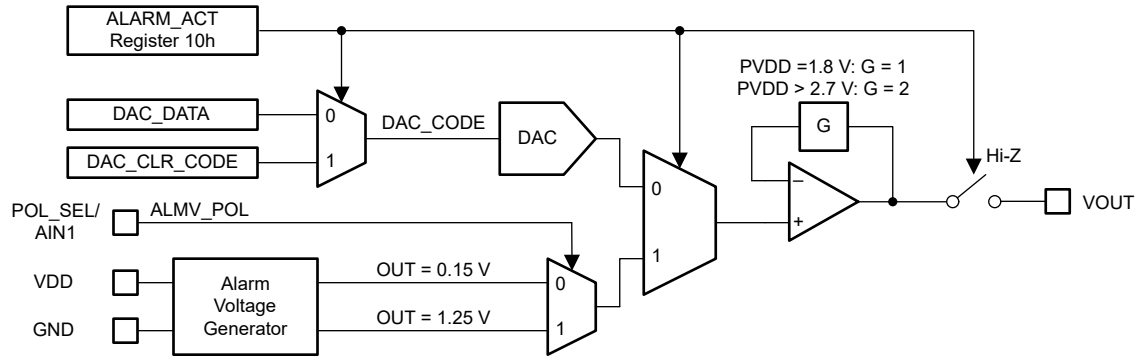 ALARM_ACT
Register 10h
PVDD =1.8 V: G = 1
PVDD > 2.7 V: G = 2
DAC_DATA
0
DAC_CODE
DAC
G
DAC_CLR_CODE
1
Hi-Z
0
–
+
VOUT
POL_SEL/
AIN1
ALMV_POL
1
VDD
GND
Alarm
Voltage
Generator
OUT = 0.15 V
0
OUT = 1.25 V
1